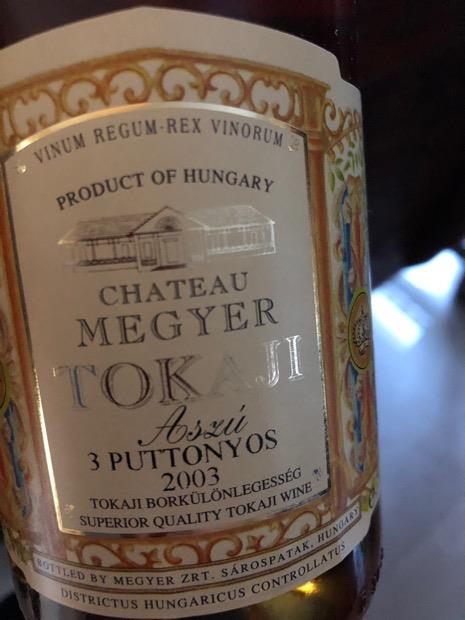 VINUM REGUM·REX VINORUM
PRODUCT OF HUNGARY
CHATEAU
MEGYER
TOKAJI
Aszú
3 PUTTONYOS
2003
TOKAJI BORKÜLÖNLEGESSÉG
SUPERIOR QUALITY TOKAJI WINE
BOTTLED BY MEGYER ZRT. SÁROSPATAK, HUNGARY
DISTRICTUS HUNGARICUS CONTROLLATUS